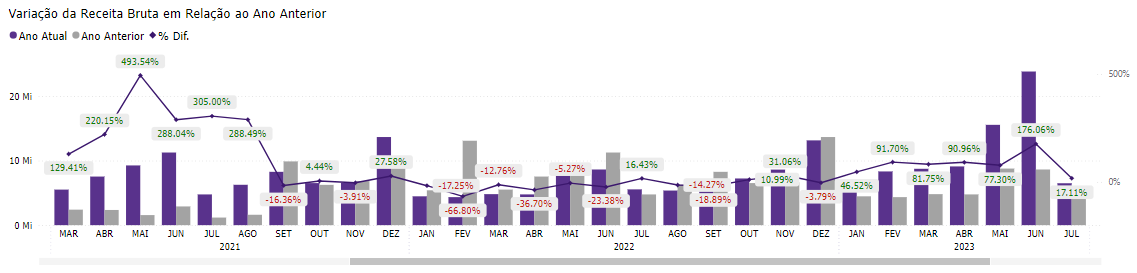 Variação da Receita Bruta em Relação ao Ano Anterior
Ano Atual Ano Anterior % Dif.
493.54%
500%
20 Mi
305.00%
220.15%
288.04% 288.49%
176.06%
129.41%
10 Mi
4.44% 27.58% -12.76% -5.27% 16.43% 31.06% 91.70% 90.96%
-17.25% -14.27% 10.99% 46.52% 81.75% 77.30% 0%
-16.36% -3.91% -66.80% -36.70% -23.38% -18.89% -3.79% 17.11%
0 Mi
MAR ABR MAI JUN JUL AGO SET OUT NOV DEZ JAN FEV MAR ABR MAI JUN JUL AGO SET OUT NOV DEZ JAN FEV MAR ABR MAI JUN JUL
2021 2022 2023